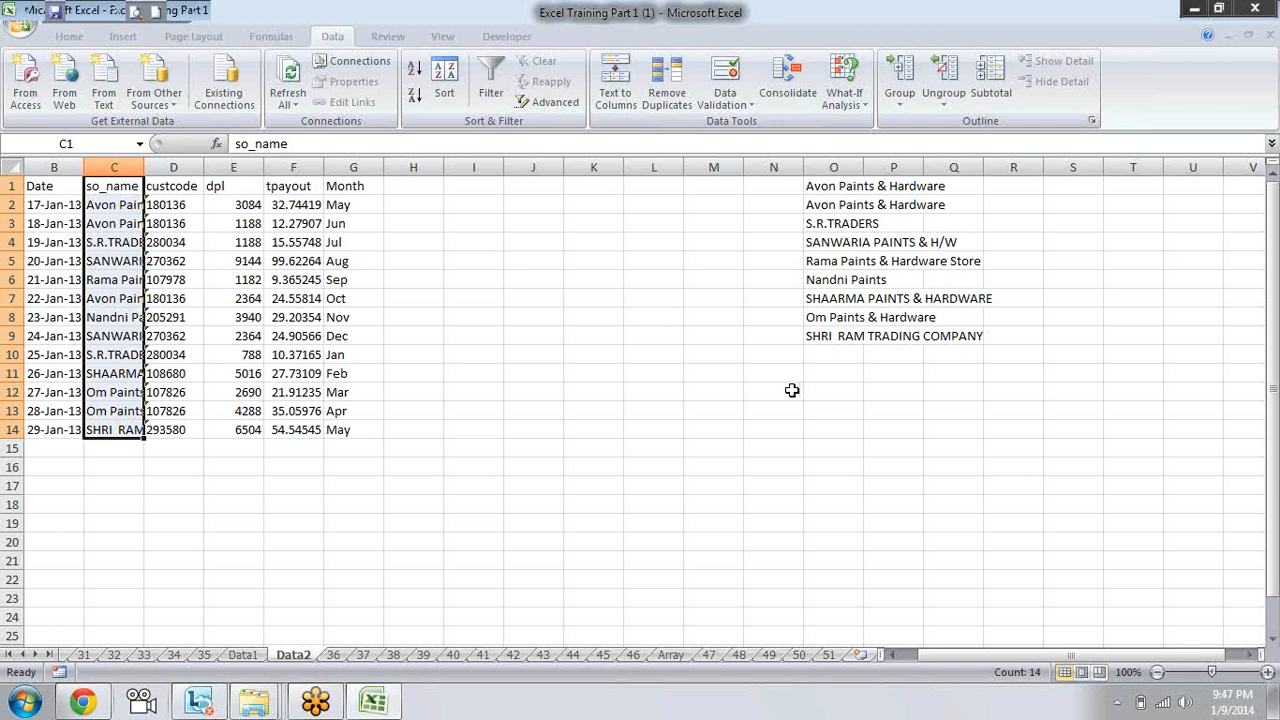 Microsoft Excel - Exc ing Part 1
Excel Training Part 1 (1) - Microsoft Excel
Home Insert Page Layout Formulas Data Review View Developer
From Access
From Web
From Text
From Other Sources
Existing Connections
Get External Data
Refresh All
Connections
Properties
Edit Links
Connections
Sort
Filter
Clear
Reapply
Advanced
Sort & Filter
Text to Columns
Remove Duplicates
Data Validation
Consolidate
What-If Analysis
Data Tools
Group
Ungroup
Subtotal
Show Detail
Hide Detail
Outline
C1 fx so_name
B C D E F G H I J K L M N O P Q R S T U V
1 Date so_name custcode dpl tpayout Month Avon Paints & Hardware
2 17-Jan-13 Avon Pain 180136 3084 32.74419 May Avon Paints & Hardware
3 18-Jan-13 Avon Pain 180136 1188 12.27907 Jun S.R.TRADERS
4 19-Jan-13 S.R.TRADE 280034 1188 15.55748 Jul SANWARIA PAINTS & H/W
5 20-Jan-13 SANWARI 270362 9144 99.62264 Aug Rama Paints & Hardware Store
6 21-Jan-13 Rama Pain 107978 1182 9.365245 Sep Nandni Paints
7 22-Jan-13 Avon Pain 180136 2364 24.55814 Oct SHAARMA PAINTS & HARDWARE
8 23-Jan-13 Nandni Pa 205291 3940 29.20354 Nov Om Paints & Hardware
9 24-Jan-13 SANWARI 270362 2364 24.90566 Dec SHRI RAM TRADING COMPANY
10 25-Jan-13 S.R.TRADE 280034 788 10.37165 Jan
11 26-Jan-13 SHAARMA 108680 5016 27.73109 Feb
12 27-Jan-13 Om Paints 107826 2690 21.91235 Mar
13 28-Jan-13 Om Paints 107826 4288 35.05976 Apr
14 29-Jan-13 SHRI RAM 293580 6504 54.54545 May
15
16
17
18
19
20
21
22
23
24
25
31 32 33 34 35 Data1 Data2 36 37 38 39 40 41 42 43 44 45 46 Array 47 48 49 50 51
Ready Count: 14 100%
9:47 PM
1/9/2014